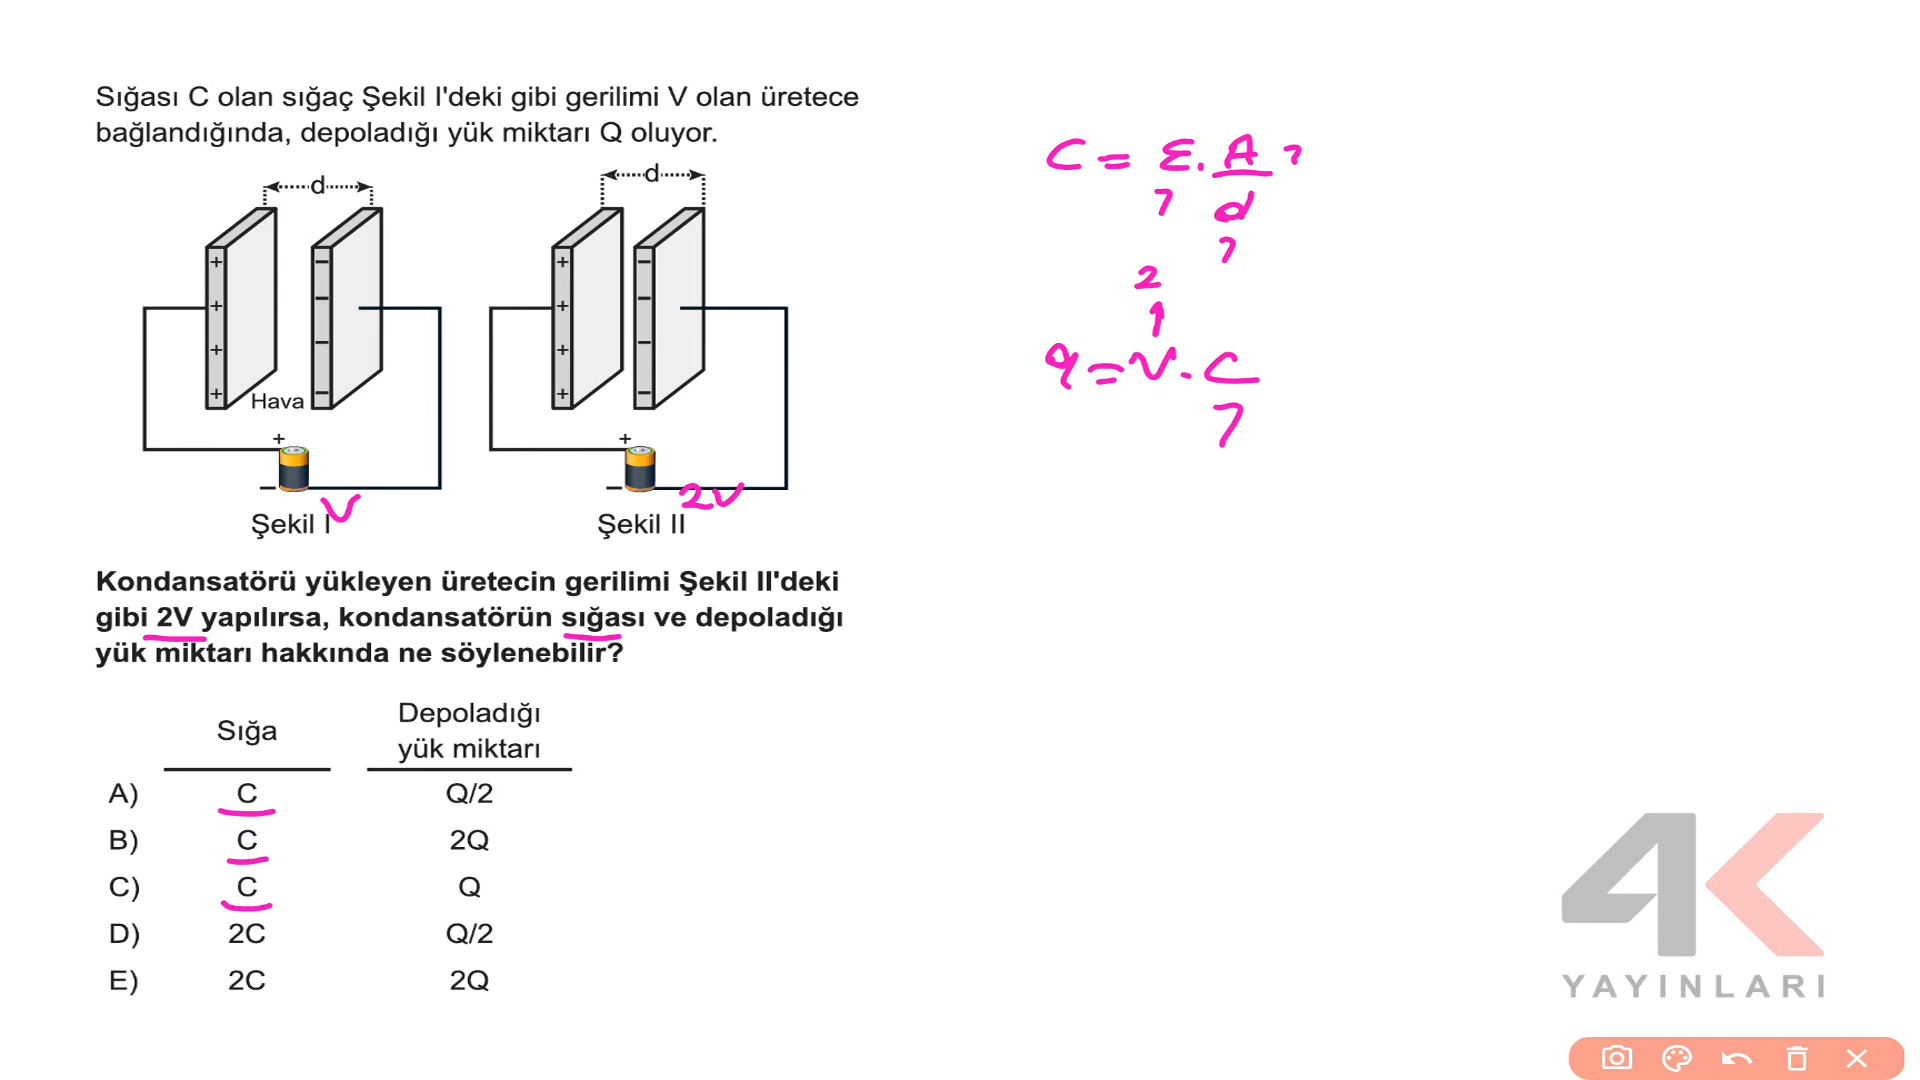 Sığası C olan sığaç Şekil I'deki gibi gerilimi V olan üretece
bağlandığında, depoladığı yük miktarı Q oluyor.
d
d
+ − + −
+ − + −
+ − + −
+ − + −
Hava
+
+
−
−
V
2V
Şekil I
Şekil II
Kondansatörü yükleyen üretecin gerilimi Şekil II'deki
gibi 2V yapılırsa, kondansatörün sığası ve depoladığı
yük miktarı hakkında ne söylenebilir?
Sığa
Depoladığı
yük miktarı
A) C Q/2
B) C 2Q
C) C Q
D) 2C Q/2
E) 2C 2Q
C = Ɛ. A
d
2
q = V. C
4K
YAYINLARI